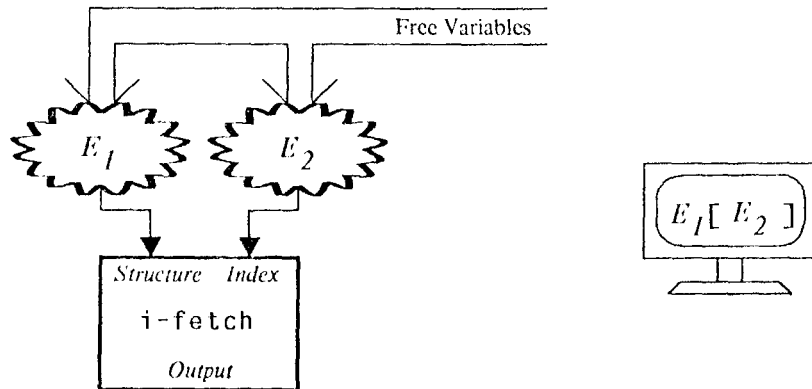 Free Variables
E1 E2
E1[ E2 ]
Structure Index
i-fetch
Output